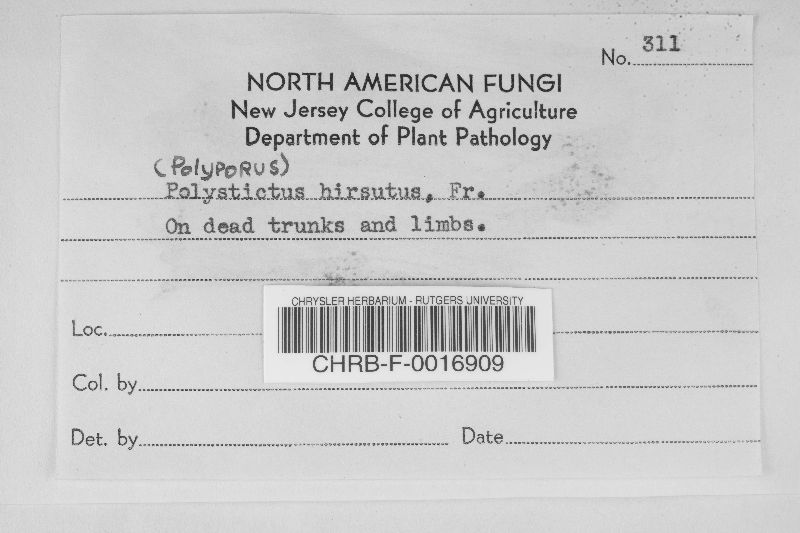 No. 311
NORTH AMERICAN FUNGI
New Jersey College of Agriculture
Department of Plant Pathology
(POLYPORUS)
Polystictus hirsutus, Fr.
On dead trunks and limbs.
CHRYSLER HERBARIUM - RUTGERS UNIVERSITY
CHRB-F-0016909
Loc.
Col. by
Det. by Date